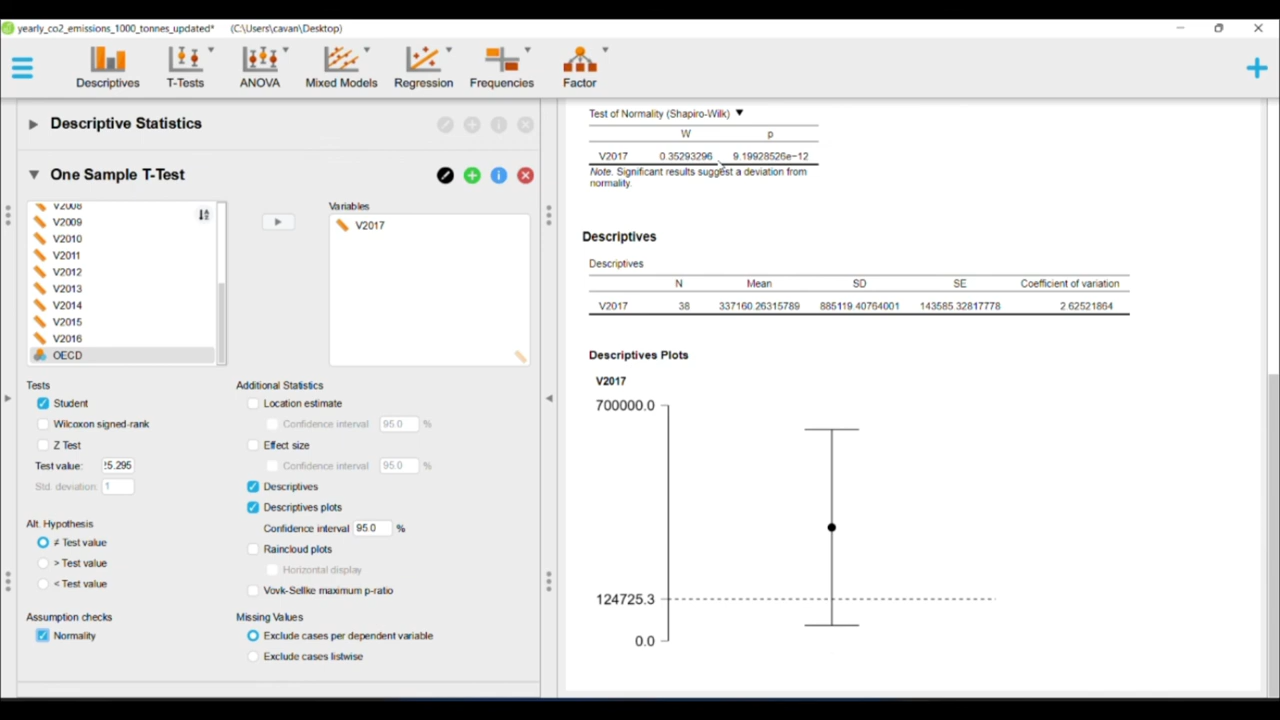 yearly_co2_emissions_1000_tonnes_updated* (C:\Users\cavan\Desktop)
Descriptives T-Tests ANOVA Mixed Models Regression Frequencies Factor
Descriptive Statistics
One Sample T-Test
V2008
V2009
V2010
V2011
V2012
V2013
V2014
V2015
V2016
OECD
Variables
V2017
Tests
Student
Wilcoxon signed-rank
Z Test
Test value: !5.295
Std. deviation: 1
Alt. Hypothesis
≠ Test value
> Test value
< Test value
Assumption checks
Normality
Additional Statistics
Location estimate
Confidence interval 95.0 %
Effect size
Confidence interval 95.0 %
Descriptives
Descriptives plots
Confidence interval 95.0 %
Raincloud plots
Horizontal display
Vovk-Sellke maximum p-ratio
Missing Values
Exclude cases per dependent variable
Exclude cases listwise
Test of Normality (Shapiro-Wilk) ▼
W p
V2017 0.35293296 9.19928526e−12
Note. Significant results suggest a deviation from
normality.
Descriptives
Descriptives
N Mean SD SE Coefficient of variation
V2017 38 337160.26315789 885119.40764001 143585.32817778 2.62521864
Descriptives Plots
V2017
700000.0
124725.3
0.0